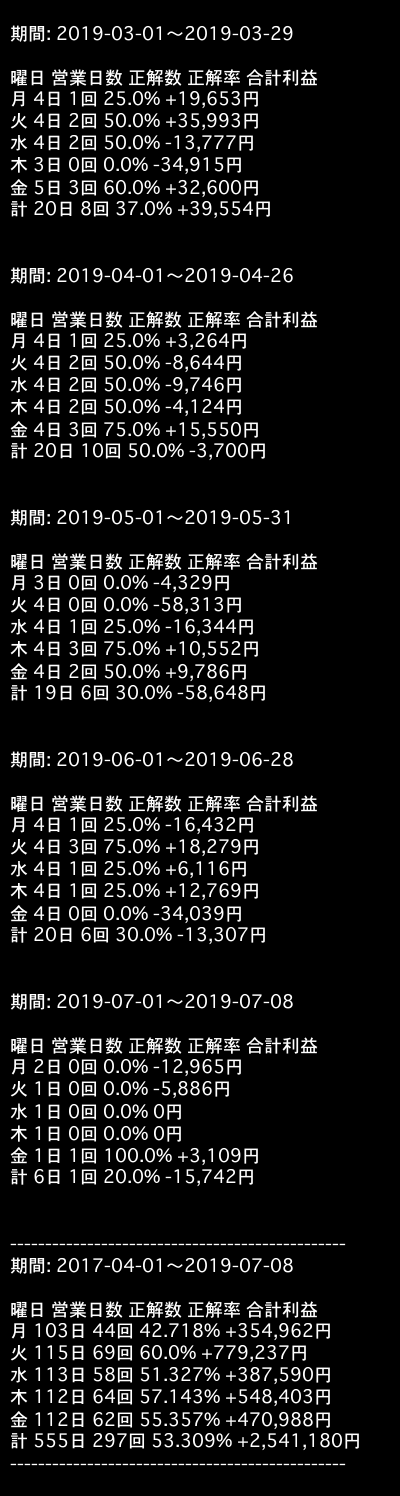 期間: 2019-03-01～2019-03-29
曜日 営業日数 正解数 正解率 合計利益
月 4日 1回 25.0% +19,653円
火 4日 2回 50.0% +35,993円
水 4日 2回 50.0% -13,777円
木 3日 0回 0.0% -34,915円
金 5日 3回 60.0% +32,600円
計 20日 8回 37.0% +39,554円
期間: 2019-04-01～2019-04-26
曜日 営業日数 正解数 正解率 合計利益
月 4日 1回 25.0% +3,264円
火 4日 2回 50.0% -8,644円
水 4日 2回 50.0% -9,746円
木 4日 2回 50.0% -4,124円
金 4日 3回 75.0% +15,550円
計 20日 10回 50.0% -3,700円
期間: 2019-05-01～2019-05-31
曜日 営業日数 正解数 正解率 合計利益
月 3日 0回 0.0% -4,329円
火 4日 0回 0.0% -58,313円
水 4日 1回 25.0% -16,344円
木 4日 3回 75.0% +10,552円
金 4日 2回 50.0% +9,786円
計 19日 6回 30.0% -58,648円
期間: 2019-06-01～2019-06-28
曜日 営業日数 正解数 正解率 合計利益
月 4日 1回 25.0% -16,432円
火 4日 3回 75.0% +18,279円
水 4日 1回 25.0% +6,116円
木 4日 1回 25.0% +12,769円
金 4日 0回 0.0% -34,039円
計 20日 6回 30.0% -13,307円
期間: 2019-07-01～2019-07-08
曜日 営業日数 正解数 正解率 合計利益
月 2日 0回 0.0% -12,965円
火 1日 0回 0.0% -5,886円
水 1日 0回 0.0% 0円
木 1日 0回 0.0% 0円
金 1日 1回 100.0% +3,109円
計 6日 1回 20.0% -15,742円
------------------------------------------------
期間: 2017-04-01～2019-07-08
曜日 営業日数 正解数 正解率 合計利益
月 103日 44回 42.718% +354,962円
火 115日 69回 60.0% +779,237円
水 113日 58回 51.327% +387,590円
木 112日 64回 57.143% +548,403円
金 112日 62回 55.357% +470,988円
計 555日 297回 53.309% +2,541,180円
------------------------------------------------